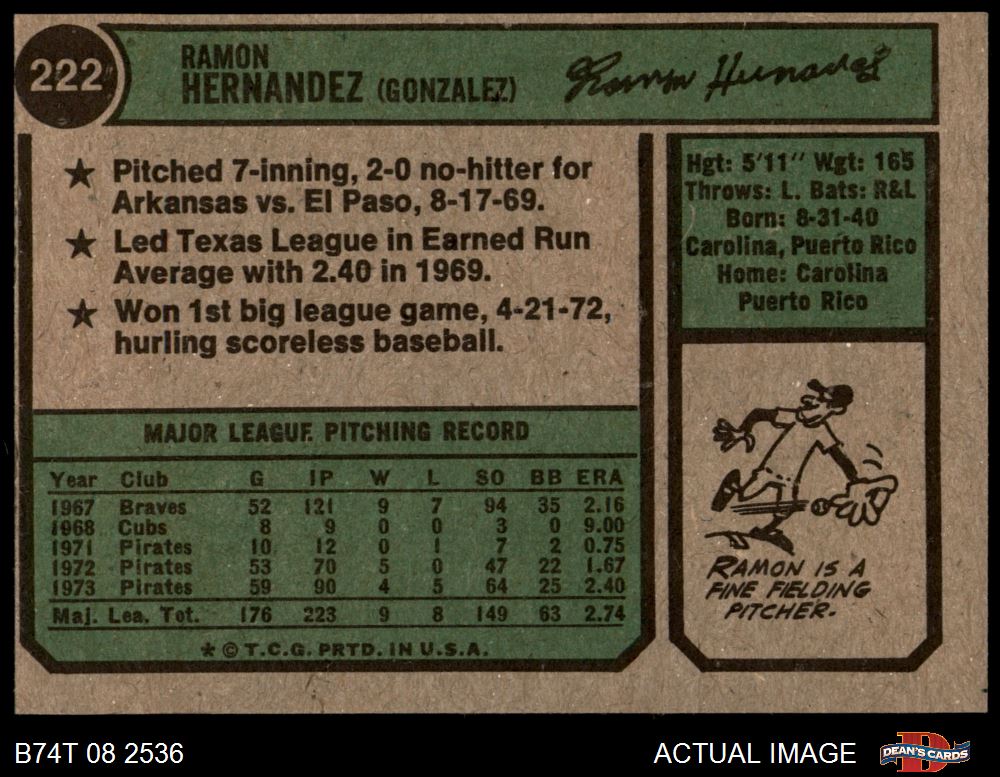 222
RAMON
HERNANDEZ (GONZALEZ)
Ramon Hernandez
★ Pitched 7-inning, 2-0 no-hitter for
Arkansas vs. El Paso, 8-17-69.
★ Led Texas League in Earned Run
Average with 2.40 in 1969.
★ Won 1st big league game, 4-21-72,
hurling scoreless baseball.
Hgt: 5'11" Wgt: 165
Throws: L. Bats: R&L
Born: 8-31-40
Carolina, Puerto Rico
Home: Carolina
Puerto Rico
MAJOR LEAGUE PITCHING RECORD
Year Club G IP W L SO BB ERA
1967 Braves 52 121 9 7 94 35 2.16
1968 Cubs 8 9 0 0 3 0 9.00
1971 Pirates 10 12 0 1 7 2 0.75
1972 Pirates 53 70 5 0 47 22 1.67
1973 Pirates 59 90 4 5 64 25 2.40
Maj. Lea. Tot. 176 223 9 8 149 63 2.74
★ © T.C.G. PRTD. IN U.S.A.
RAMON IS A
FINE FIELDING
PITCHER.
B74T 08 2536
ACTUAL IMAGE
DEAN'S CARDS